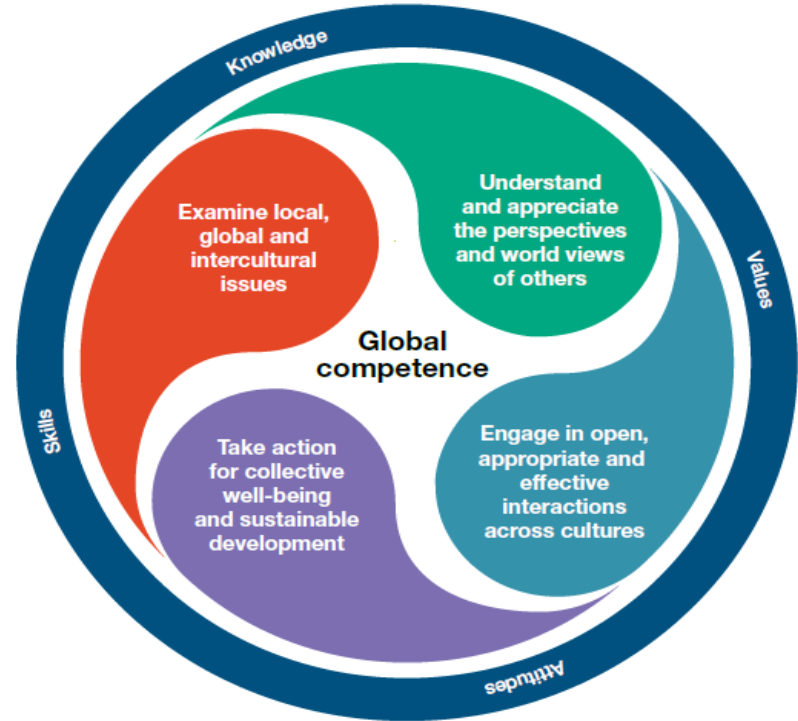 Knowledge
Examine local,
global and
intercultural
issues
Understand
and appreciate
the perspectives
and world views
of others
Values
Global
competence
Skills
Take action
for collective
well-being
and sustainable
development
Engage in open,
appropriate and
effective
interactions
across cultures
Attitudes